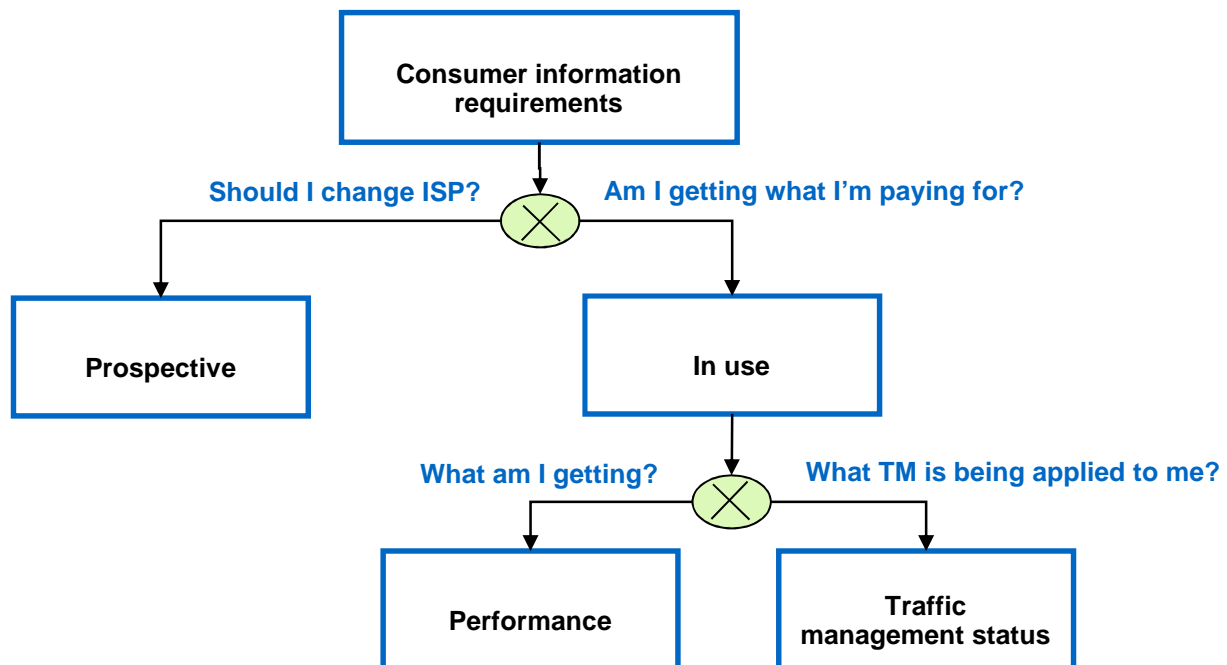 Consumer information
requirements
Should I change ISP?
Am I getting what I’m paying for?
Prospective
In use
What am I getting?
What TM is being applied to me?
Performance
Traffic
management status